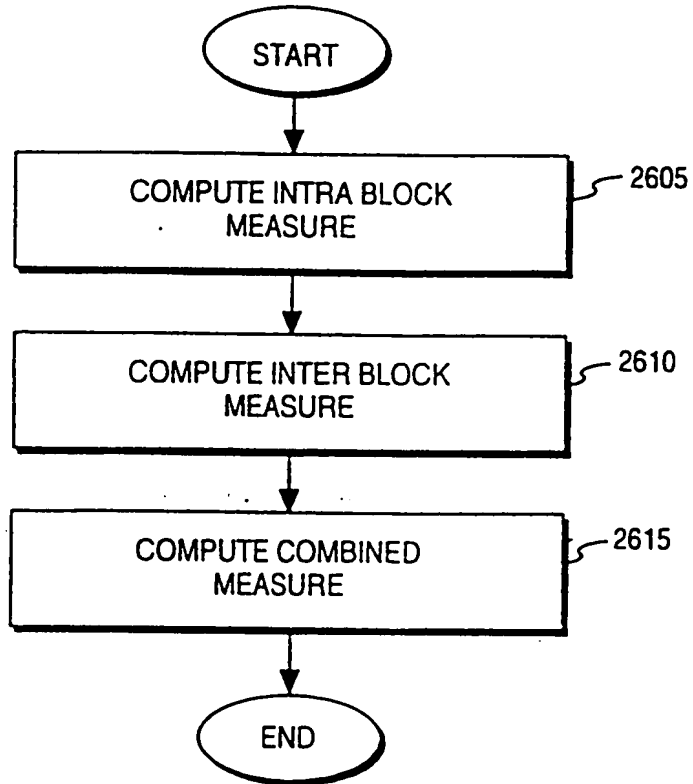 START
COMPUTE INTRA BLOCK
MEASURE
2605
COMPUTE INTER BLOCK
MEASURE
2610
COMPUTE COMBINED
MEASURE
2615
END